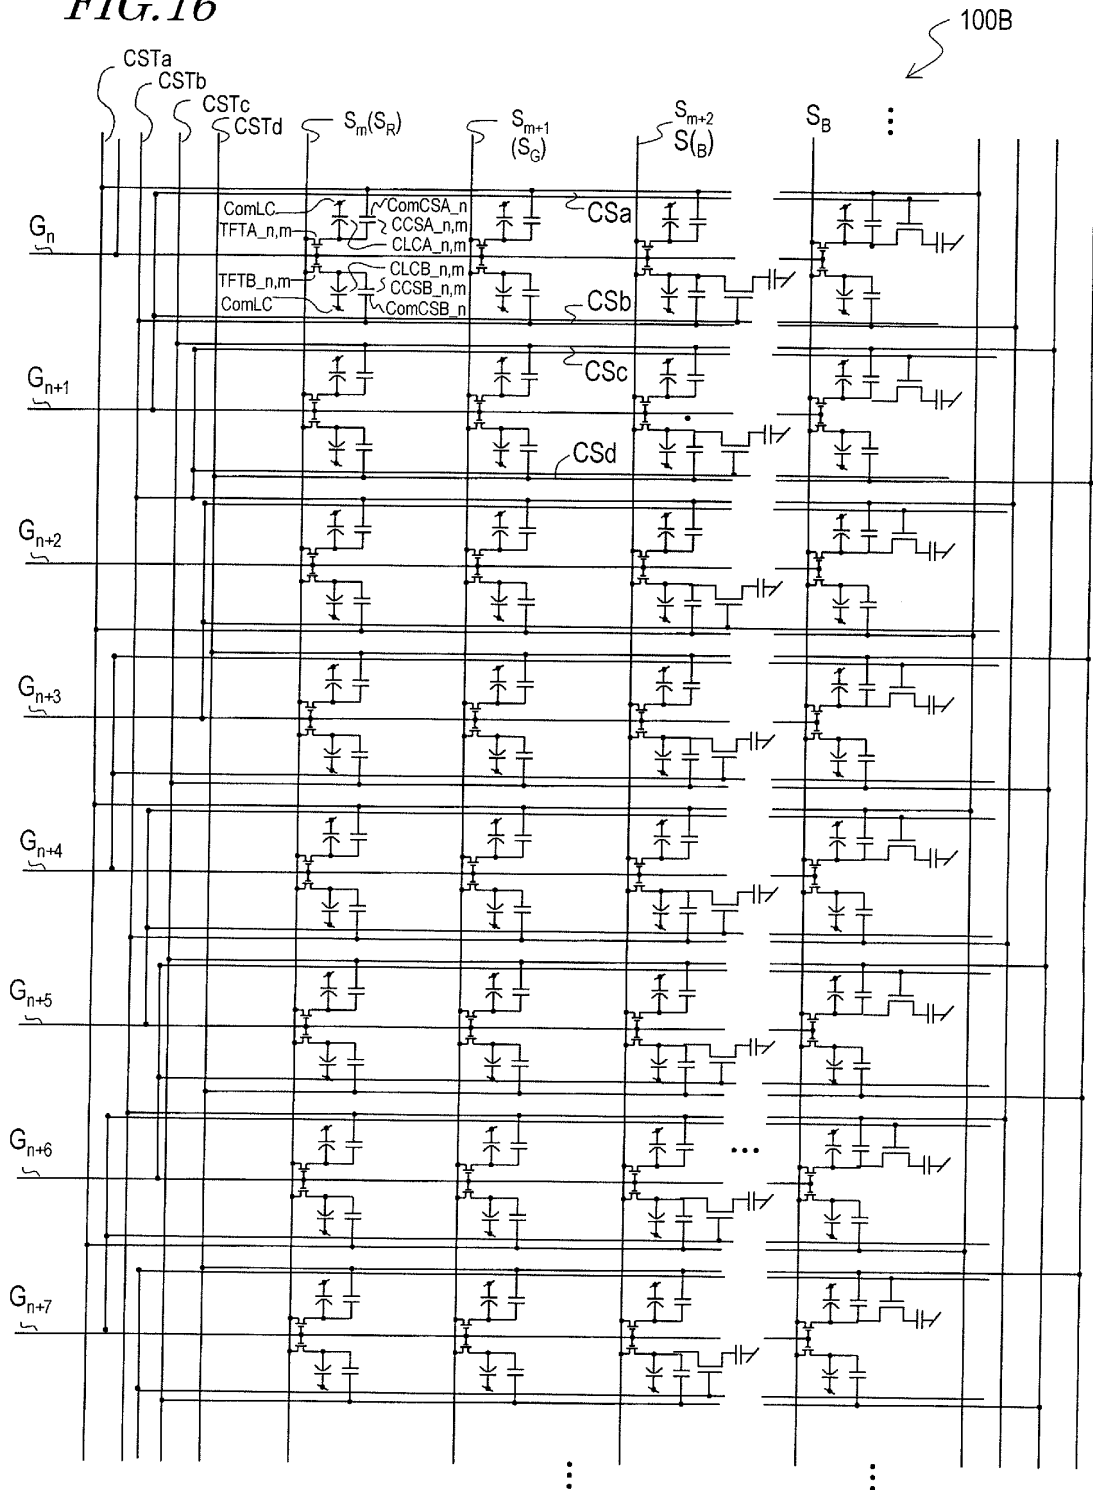 FIG.16
100B
CSTa
CSTb
CSTc
CSTd
Sm(SR)
Sm+1
(SG)
Sm+2
S(B)
SB
ComLC
ComCSA_n
CSa
TFTA_n,m
CCSA_n,m
CLCA_n,m
Gn
TFTB_n,m
CLCB_n,m
CCSB_n,m
ComLC
ComCSB_n
CSb
CSc
Gn+1
CSd
Gn+2
Gn+3
Gn+4
Gn+5
Gn+6
Gn+7